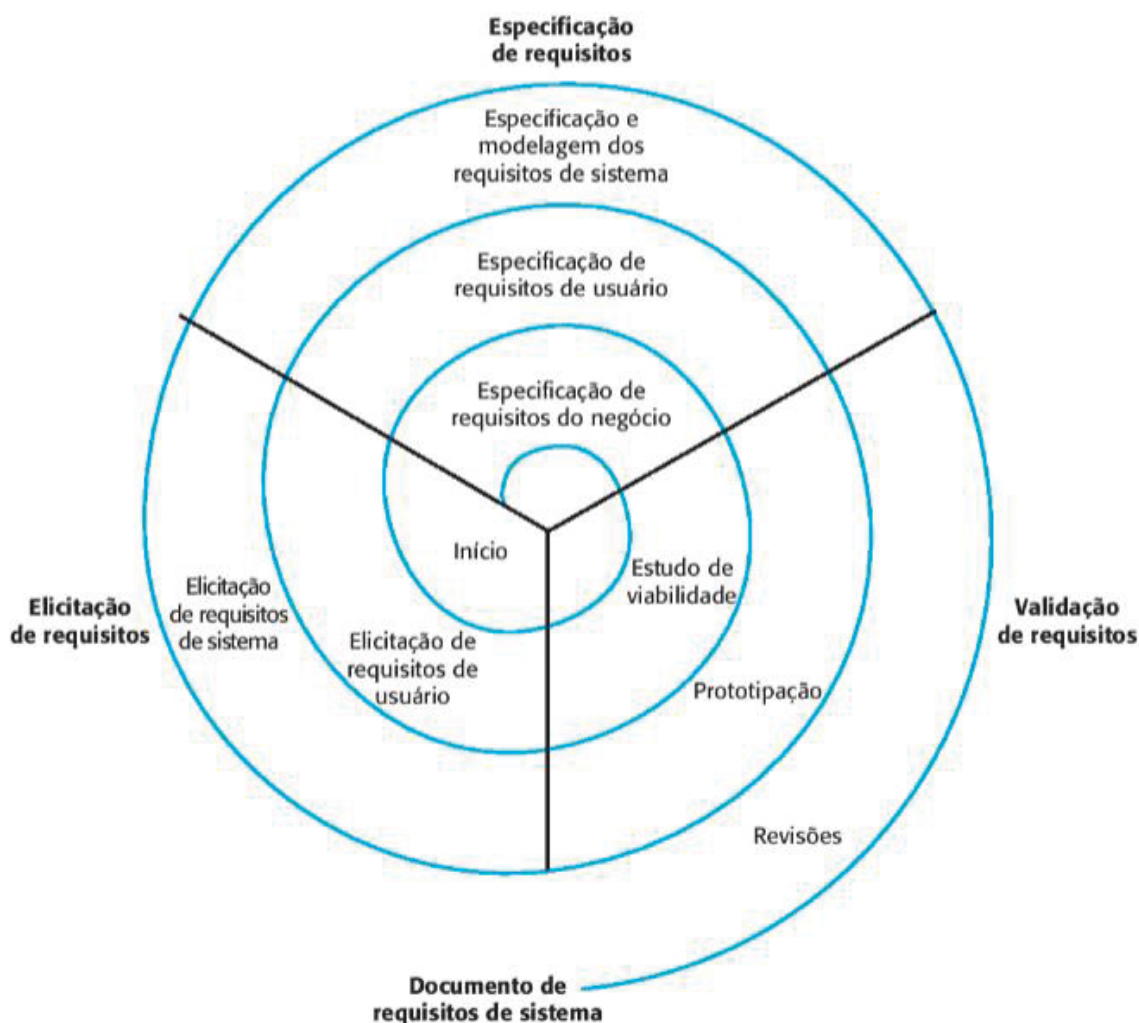 Especificação
de requisitos
Especificação e
modelagem dos
requisitos de sistema
Especificação de
requisitos de usuário
Especificação de
requisitos do negócio
Início
Estudo de
viabilidade
Elicitação
de requisitos
Elicitação
de requisitos
de sistema
Elicitação de
requisitos de
usuário
Validação
de requisitos
Prototipação
Revisões
Documento de
requisitos de sistema